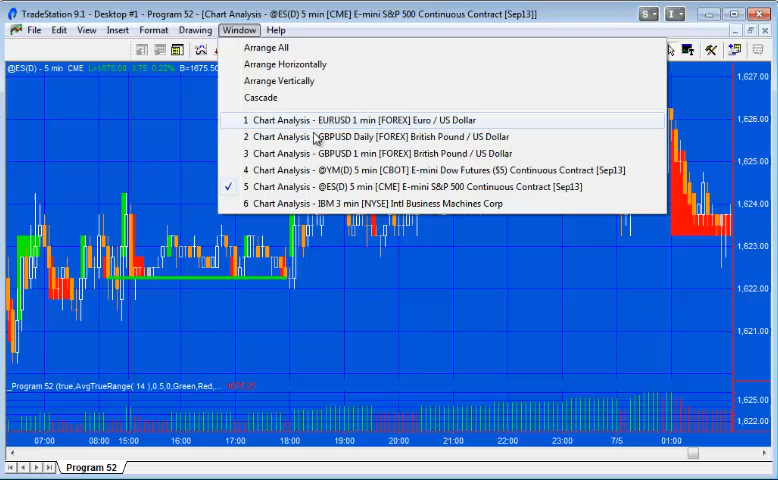 TradeStation 9.1 - Desktop #1 - Program 52 - [Chart Analysis - @ES(D) 5 min [CME] E-mini S&P 500 Continuous Contract [Sep13]]
S I
File Edit View Insert Format Drawing Window Help
@ES(D) - 5 min CME L=1675.00 0.75 0.22% B=1675.50
Arrange All
Arrange Horizontally
Arrange Vertically
Cascade
1 Chart Analysis - EURUSD 1 min [FOREX] Euro / US Dollar
2 Chart Analysis - GBPUSD Daily [FOREX] British Pound / US Dollar
3 Chart Analysis - GBPUSD 1 min [FOREX] British Pound / US Dollar
4 Chart Analysis - @YM(D) 5 min [CBOT] E-mini Dow Futures ($5) Continuous Contract [Sep13]
5 Chart Analysis - @ES(D) 5 min [CME] E-mini S&P 500 Continuous Contract [Sep13]
6 Chart Analysis - IBM 3 min [NYSE] Intl Business Machines Corp
1,627.00
1,626.00
1,625.00
1,624.00
1,623.00
1,622.00
1,621.00
_Program 52 (true,AvgTrueRange( 14 ),0.5,0,Green,Red,...
1,625.00
1,622.00
07:00 08:00 15:00 16:00 17:00 18:00 19:00 20:00 21:00 22:00 23:00 7/5 01:00
Program 52